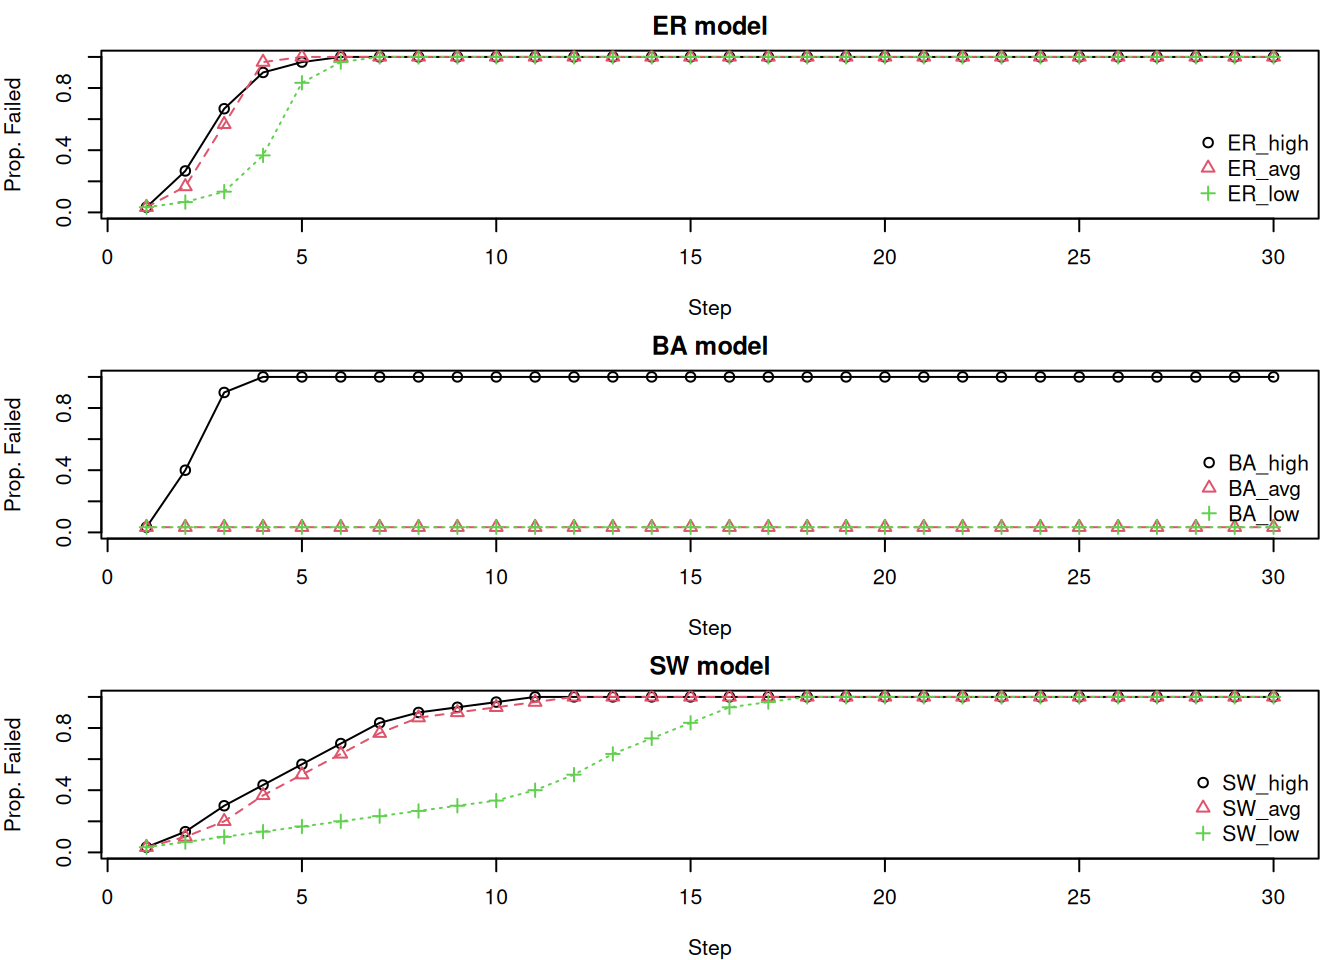 ER model
Prop. Failed
0.0 0.4 0.8
ER_high
ER_avg
ER_low
0 5 10 15 20 25 30
Step
BA model
Prop. Failed
0.0 0.4 0.8
BA_high
BA_avg
BA_low
0 5 10 15 20 25 30
Step
SW model
Prop. Failed
0.0 0.4 0.8
SW_high
SW_avg
SW_low
0 5 10 15 20 25 30
Step